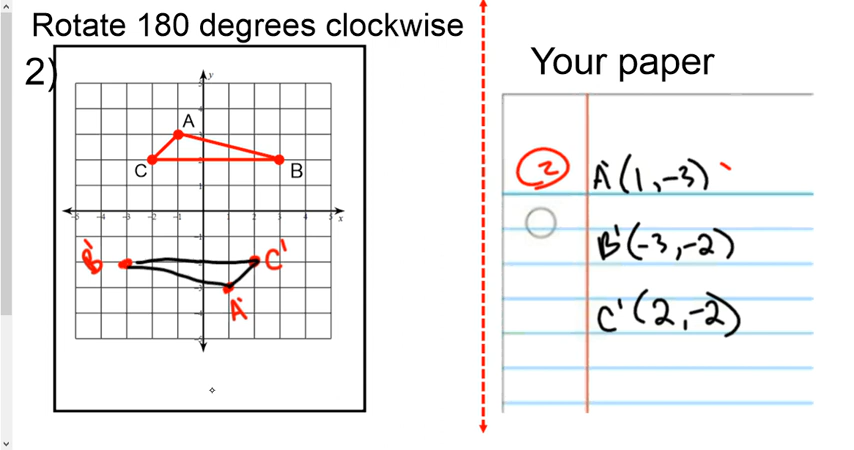 Rotate 180 degrees clockwise
2)
y
A
C
B
x
B'
C'
A'
Your paper
2
A'(1,-3)
B'(-3,-2)
C'(2,-2)